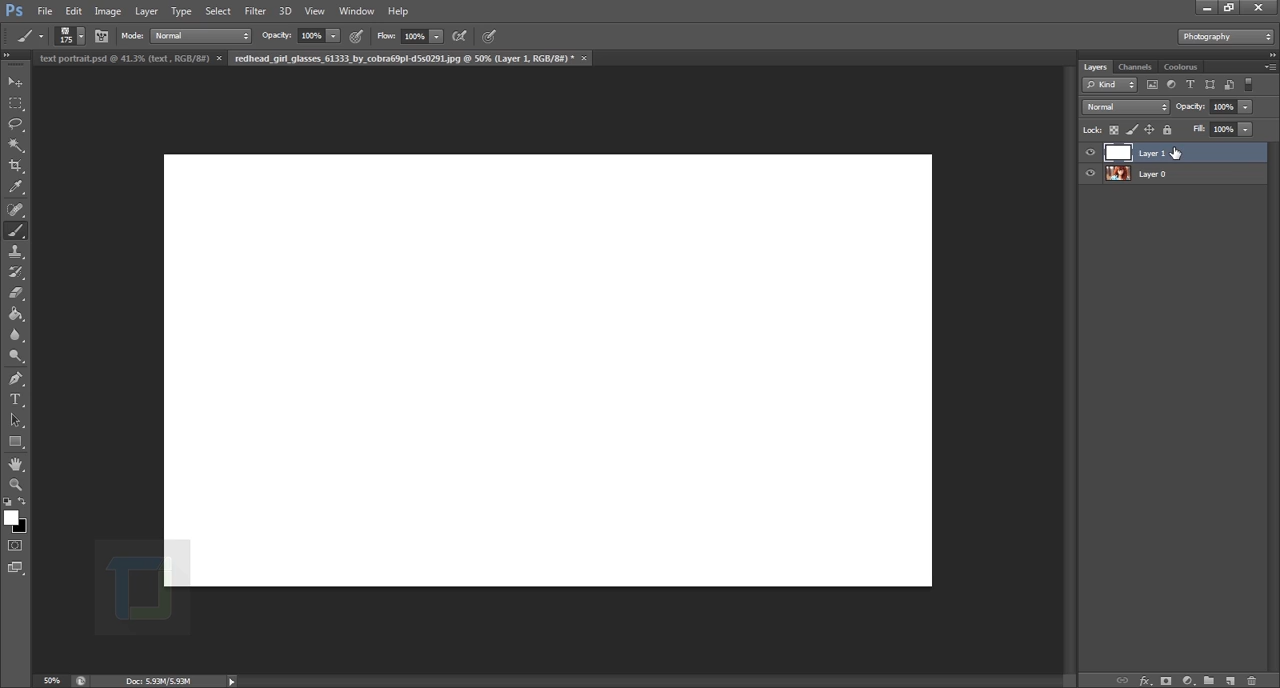 Ps File Edit Image Layer Type Select Filter 3D View Window Help
175 Mode: Normal Opacity: 100% Flow: 100% Photography
text portrait.psd @ 41.3% (text , RGB/8#) × redhead_girl_glasses_61333_by_cobra69pl-d5s0291.jpg @ 50% (Layer 1, RGB/8#) * ×
Layers Channels Coolorus
Kind
Normal Opacity: 100%
Lock: Fill: 100%
Layer 1
Layer 0
50% Doc: 5.93M/5.93M